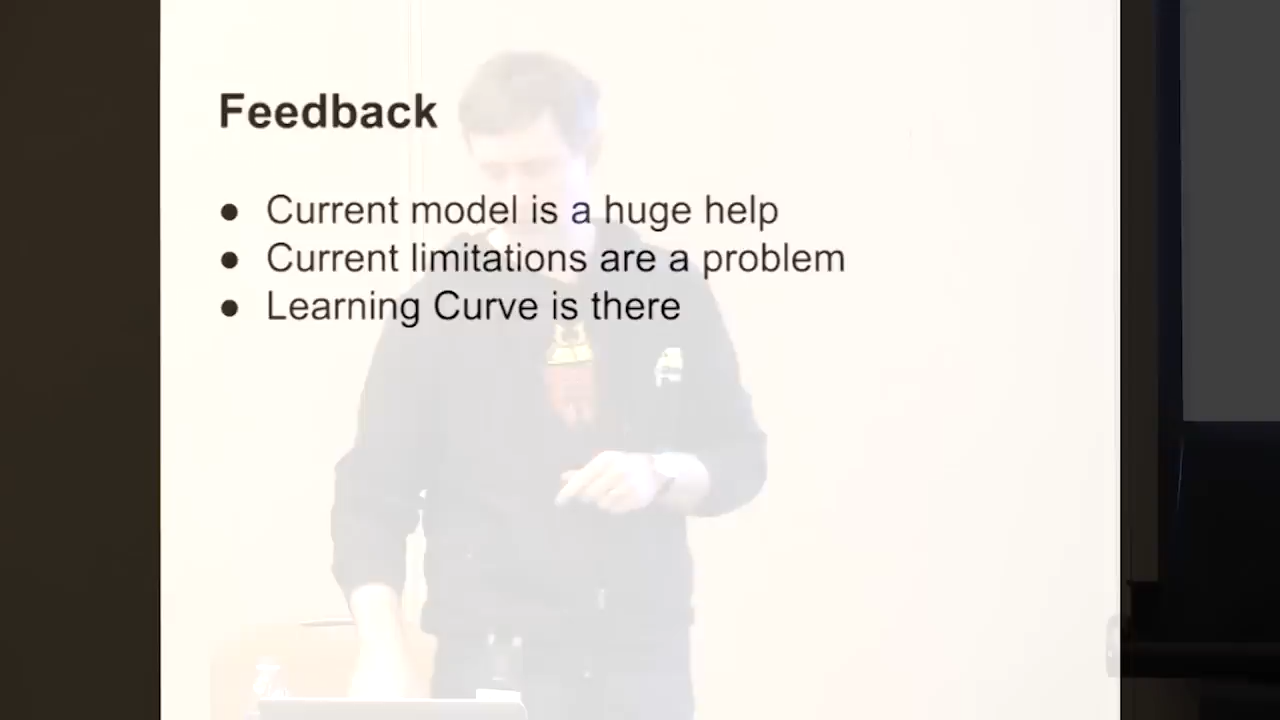 Feedback
● Current model is a huge help
● Current limitations are a problem
● Learning Curve is there